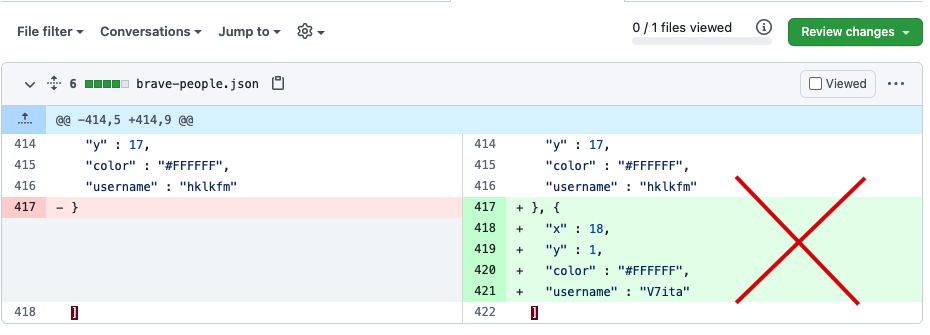 File filter Conversations Jump to
0 / 1 files viewed
Review changes
6 brave-people.json
Viewed
@@ -414,5 +414,9 @@
414 "y" : 17,
415 "color" : "#FFFFFF",
416 "username" : "hklkfm"
417 - }
418 ]
414 "y" : 17,
415 "color" : "#FFFFFF",
416 "username" : "hklkfm"
417 + }, {
418 + "x" : 18,
419 + "y" : 1,
420 + "color" : "#FFFFFF",
421 + "username" : "V7ita"
422 ]